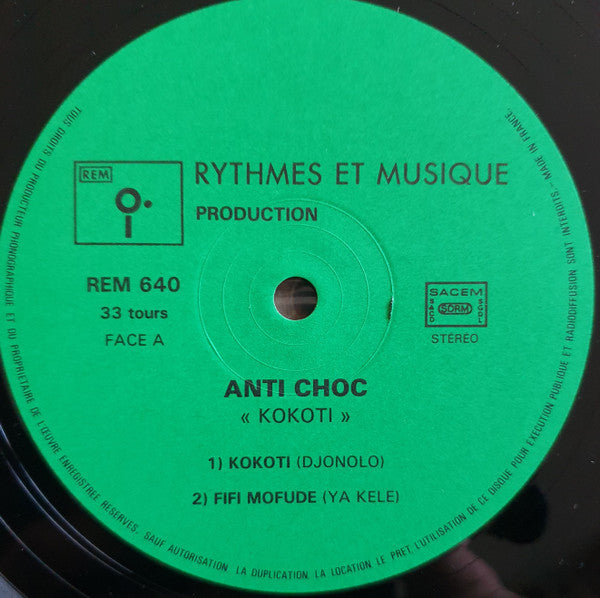 REM
RYTHMES ET MUSIQUE
PRODUCTION
REM 640
33 tours
FACE A
SACEM
SACD SDRM SCDL
STEREO
ANTI CHOC
« KOKOTI »
1) KOKOTI (DJONOLO)
2) FIFI MOFUDE (YA KELE)
TOUS DROITS DU PRODUCTEUR PHONOGRAPHIQUE ET DU PROPRIETAIRE DE L'ŒUVRE ENREGISTREE RESERVES. SAUF AUTORISATION LA DUPLICATION, LA LOCATION LE PRET L'UTILISATION DE CE DISQUE POUR EXECUTION PUBLIQUE ET RADIODIFFUSION SONT INTERDITS - MADE IN FRANCE.